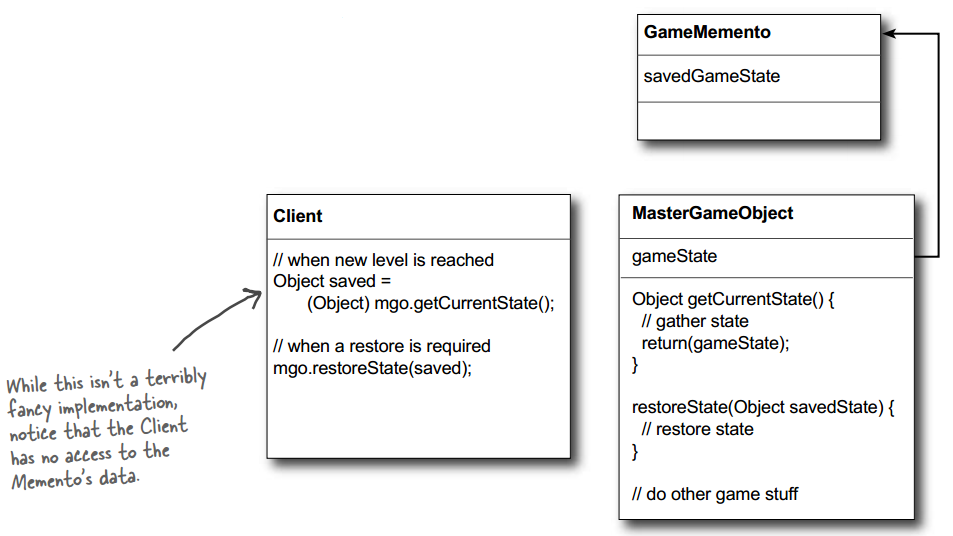 GameMemento
savedGameState
Client
// when new level is reached
Object saved =
(Object) mgo.getCurrentState();
// when a restore is required
mgo.restoreState(saved);
MasterGameObject
gameState
Object getCurrentState() {
// gather state
return(gameState);
}
restoreState(Object savedState) {
// restore state
}
// do other game stuff
While this isn't a terribly
fancy implementation,
notice that the Client
has no access to the
Memento's data.